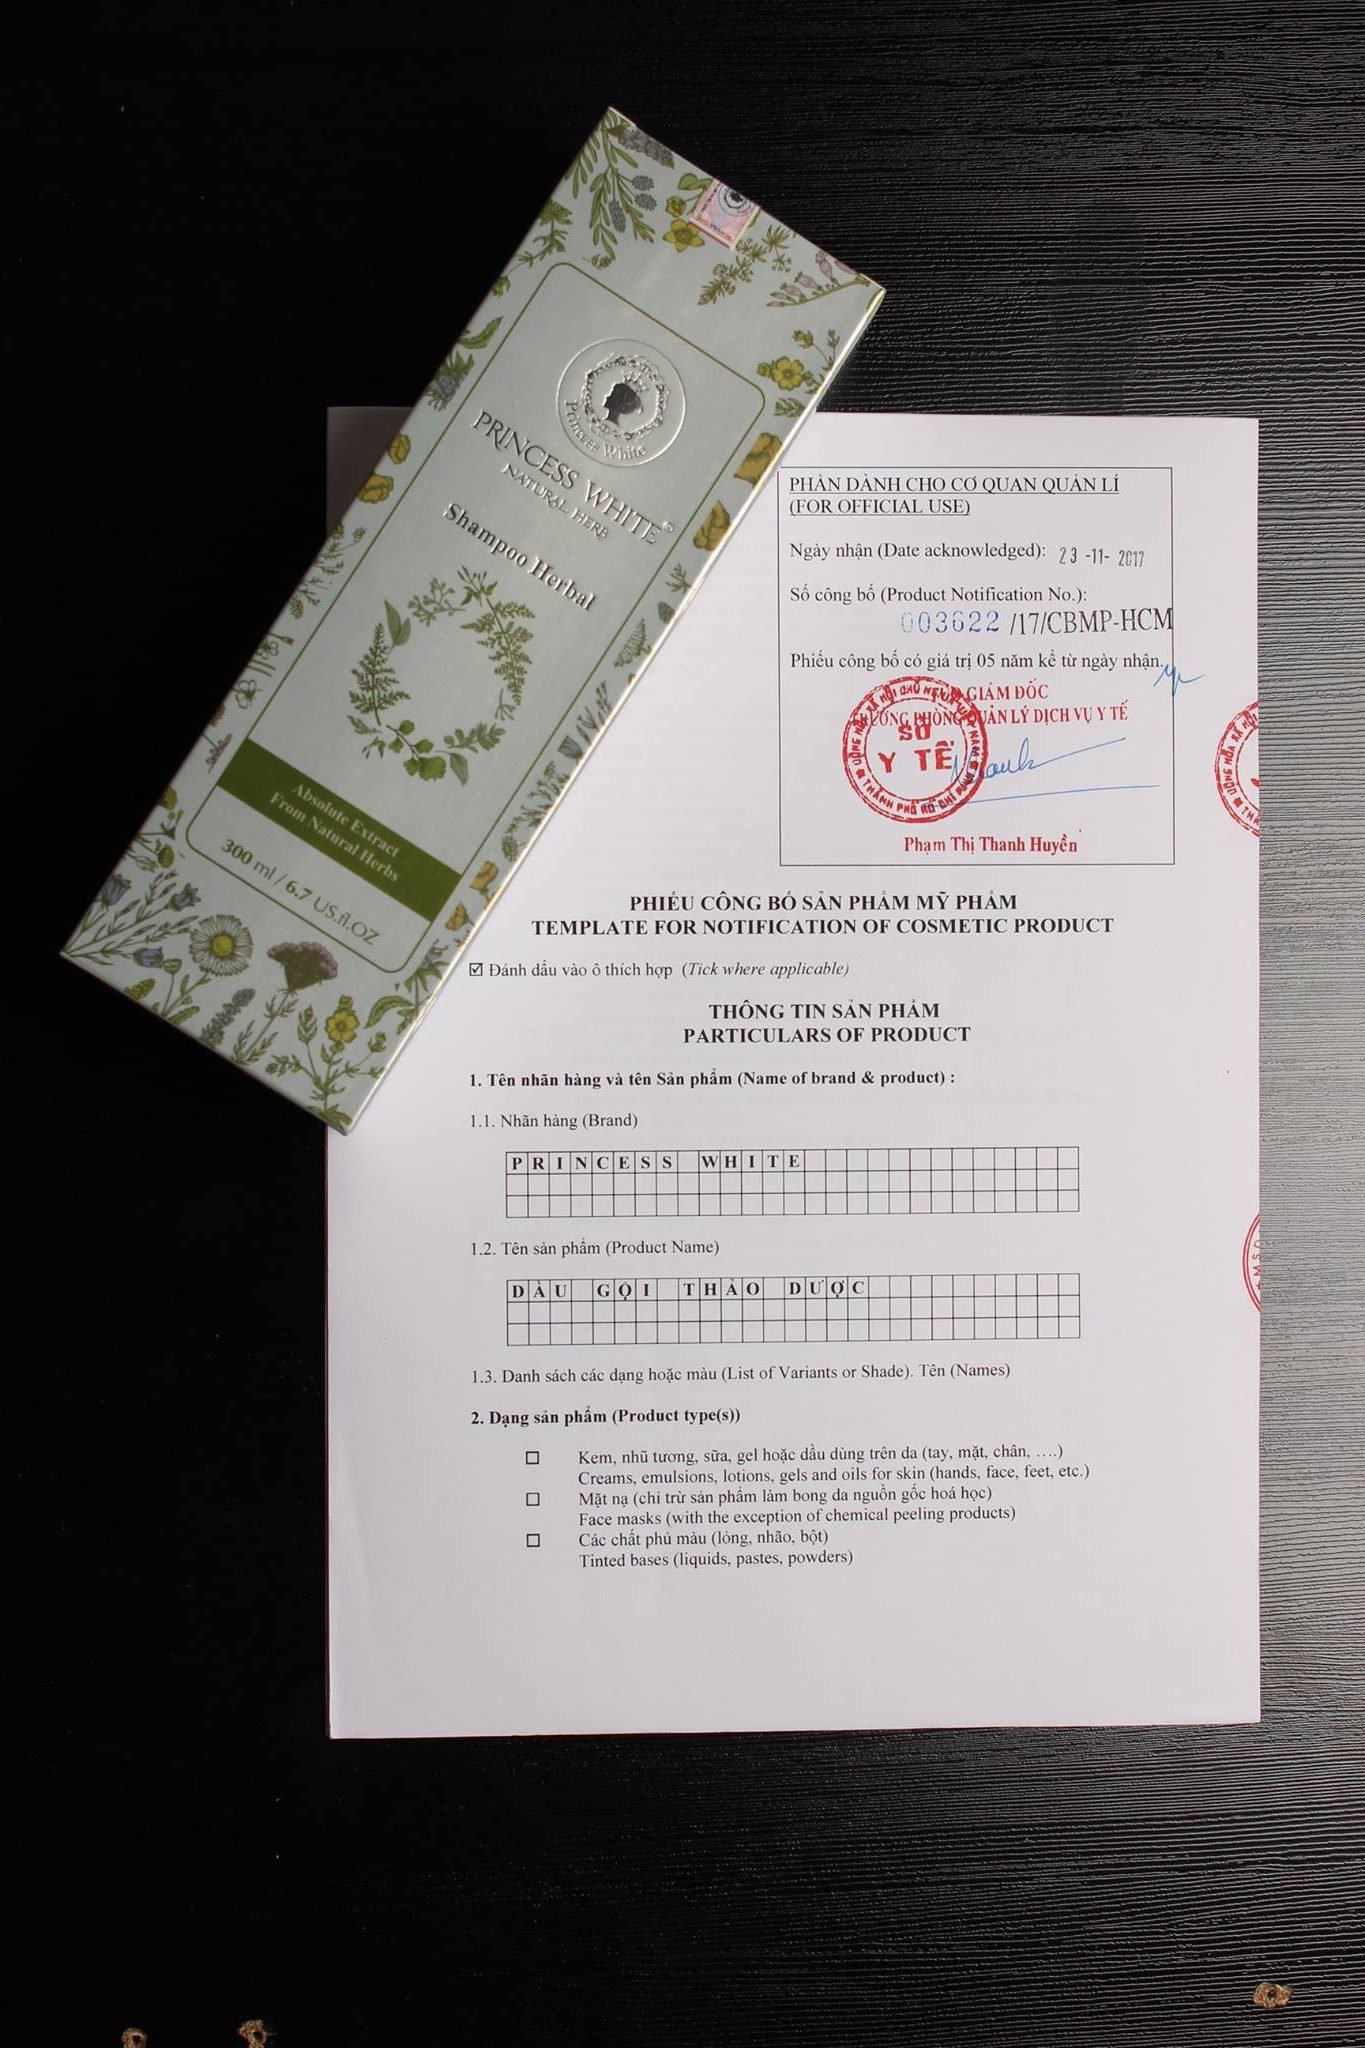 Princess White
PRINCESS WHITE
NATURAL HERB
Shampoo Herbal
Absolute Extract
From Natural Herbs
300 ml / 6.7 US.fl.OZ
PHẦN DÀNH CHO CƠ QUAN QUẢN LÍ
(FOR OFFICIAL USE)
Ngày nhận (Date acknowledged): 23 -11- 2017
Số công bố (Product Notification No.):
003622 /17/CBMP-HCM
Phiếu công bố có giá trị 05 năm kể từ ngày nhận.
GIÁM ĐỐC
TRƯỞNG PHÒNG QUẢN LÝ DỊCH VỤ Y TẾ
SỞ
Y TẾ
THÀNH PHỐ HỒ CHÍ MINH
Phạm Thị Thanh Huyền
PHIẾU CÔNG BỐ SẢN PHẨM MỸ PHẨM
TEMPLATE FOR NOTIFICATION OF COSMETIC PRODUCT
☑ Đánh dấu vào ô thích hợp (Tick where applicable)
THÔNG TIN SẢN PHẨM
PARTICULARS OF PRODUCT
1. Tên nhãn hàng và tên Sản phẩm (Name of brand & product) :
1.1. Nhãn hàng (Brand)
PRINCESS WHITE
1.2. Tên sản phẩm (Product Name)
DẦU GỘI THẢO DƯỢC
1.3. Danh sách các dạng hoặc màu (List of Variants or Shade). Tên (Names)
2. Dạng sản phẩm (Product type(s))
☐ Kem, nhũ tương, sữa, gel hoặc dầu dùng trên da (tay, mặt, chân, ….)
Creams, emulsions, lotions, gels and oils for skin (hands, face, feet, etc.)
☐ Mặt nạ (chỉ trừ sản phẩm làm bong da nguồn gốc hoá học)
Face masks (with the exception of chemical peeling products)
☐ Các chất phủ màu (lỏng, nhão, bột)
Tinted bases (liquids, pastes, powders)